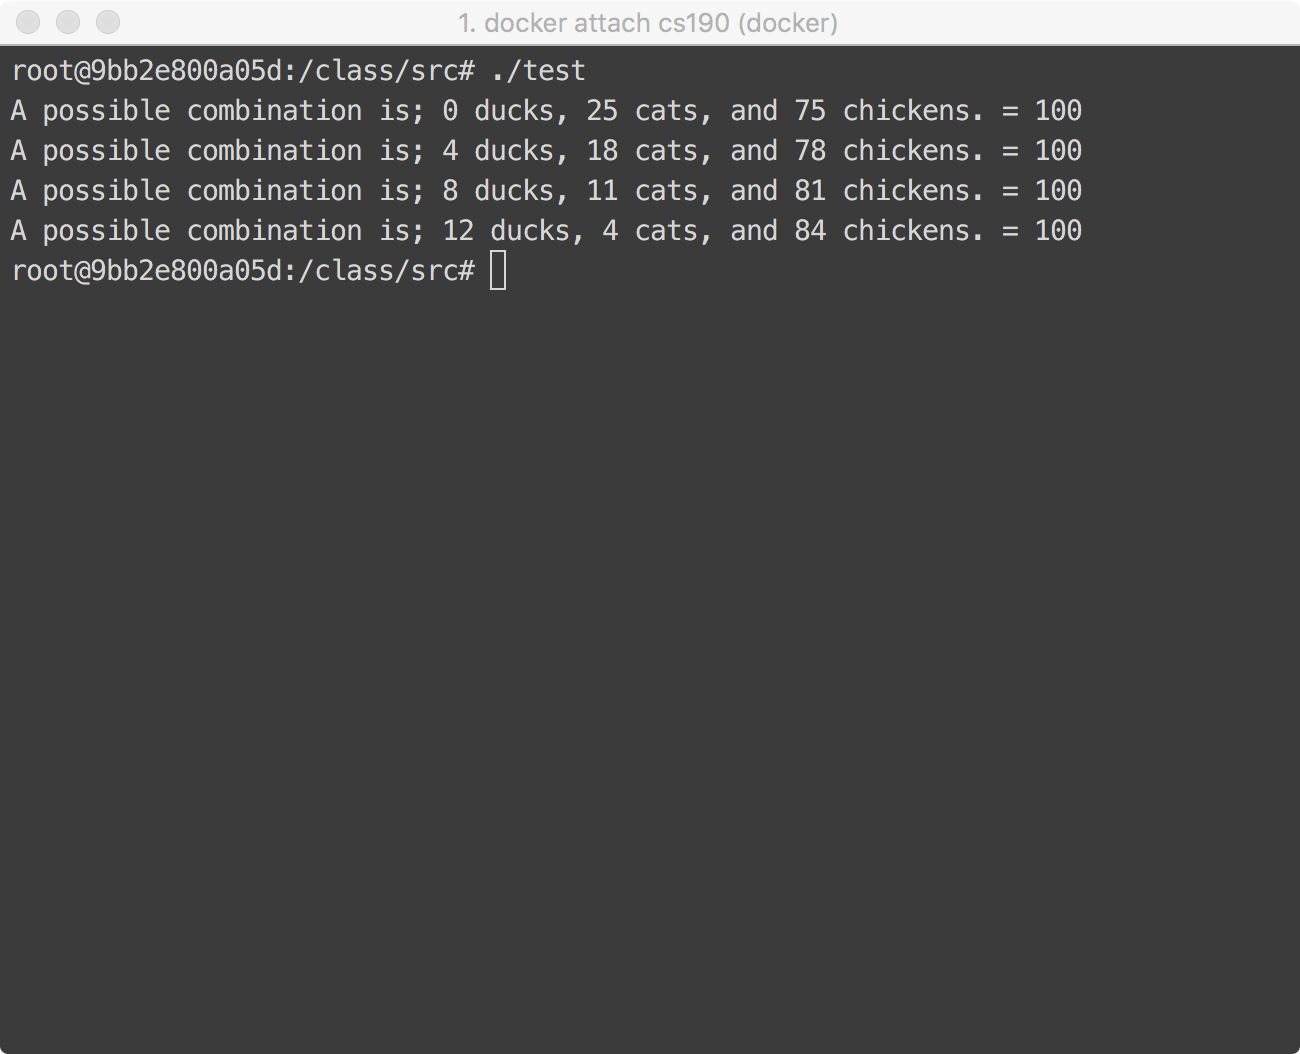 1. docker attach cs190 (docker)
root@9bb2e800a05d:/class/src# ./test
A possible combination is; 0 ducks, 25 cats, and 75 chickens. = 100
A possible combination is; 4 ducks, 18 cats, and 78 chickens. = 100
A possible combination is; 8 ducks, 11 cats, and 81 chickens. = 100
A possible combination is; 12 ducks, 4 cats, and 84 chickens. = 100
root@9bb2e800a05d:/class/src#